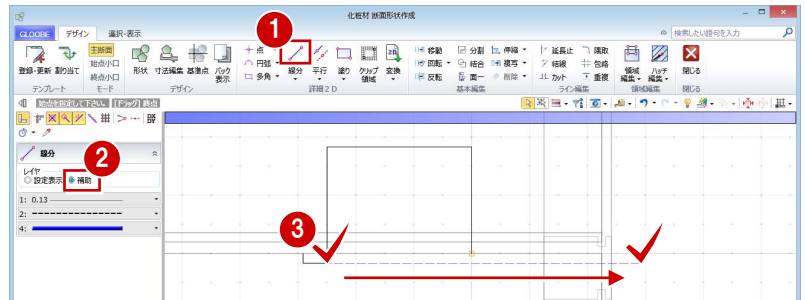 化粧材 断面形状作成
GLOOBE デザイン 選択・表示 検索したい語句を入力
1
登録・更新 割り当て
テンプレート
主断面
始点小口
終点小口
モード
形状 寸法編集 基準点 バック表示
デザイン
点
円弧
多角
線分 平行 塗り クリップ領域 変換
詳細2D
移動 分割 伸縮
回転 結合 複写
反転 面一 削除
基本編集
延長止 隅取
結線 包絡
カット 重複
ライン編集
領域編集 ハッチ編集
領域編集
閉じる
閉じる
始点を指定して下さい。 [ドラッグ] 終点
線分
2
レイヤ
設定表示 補助
1: 0.13
2:
4:
3